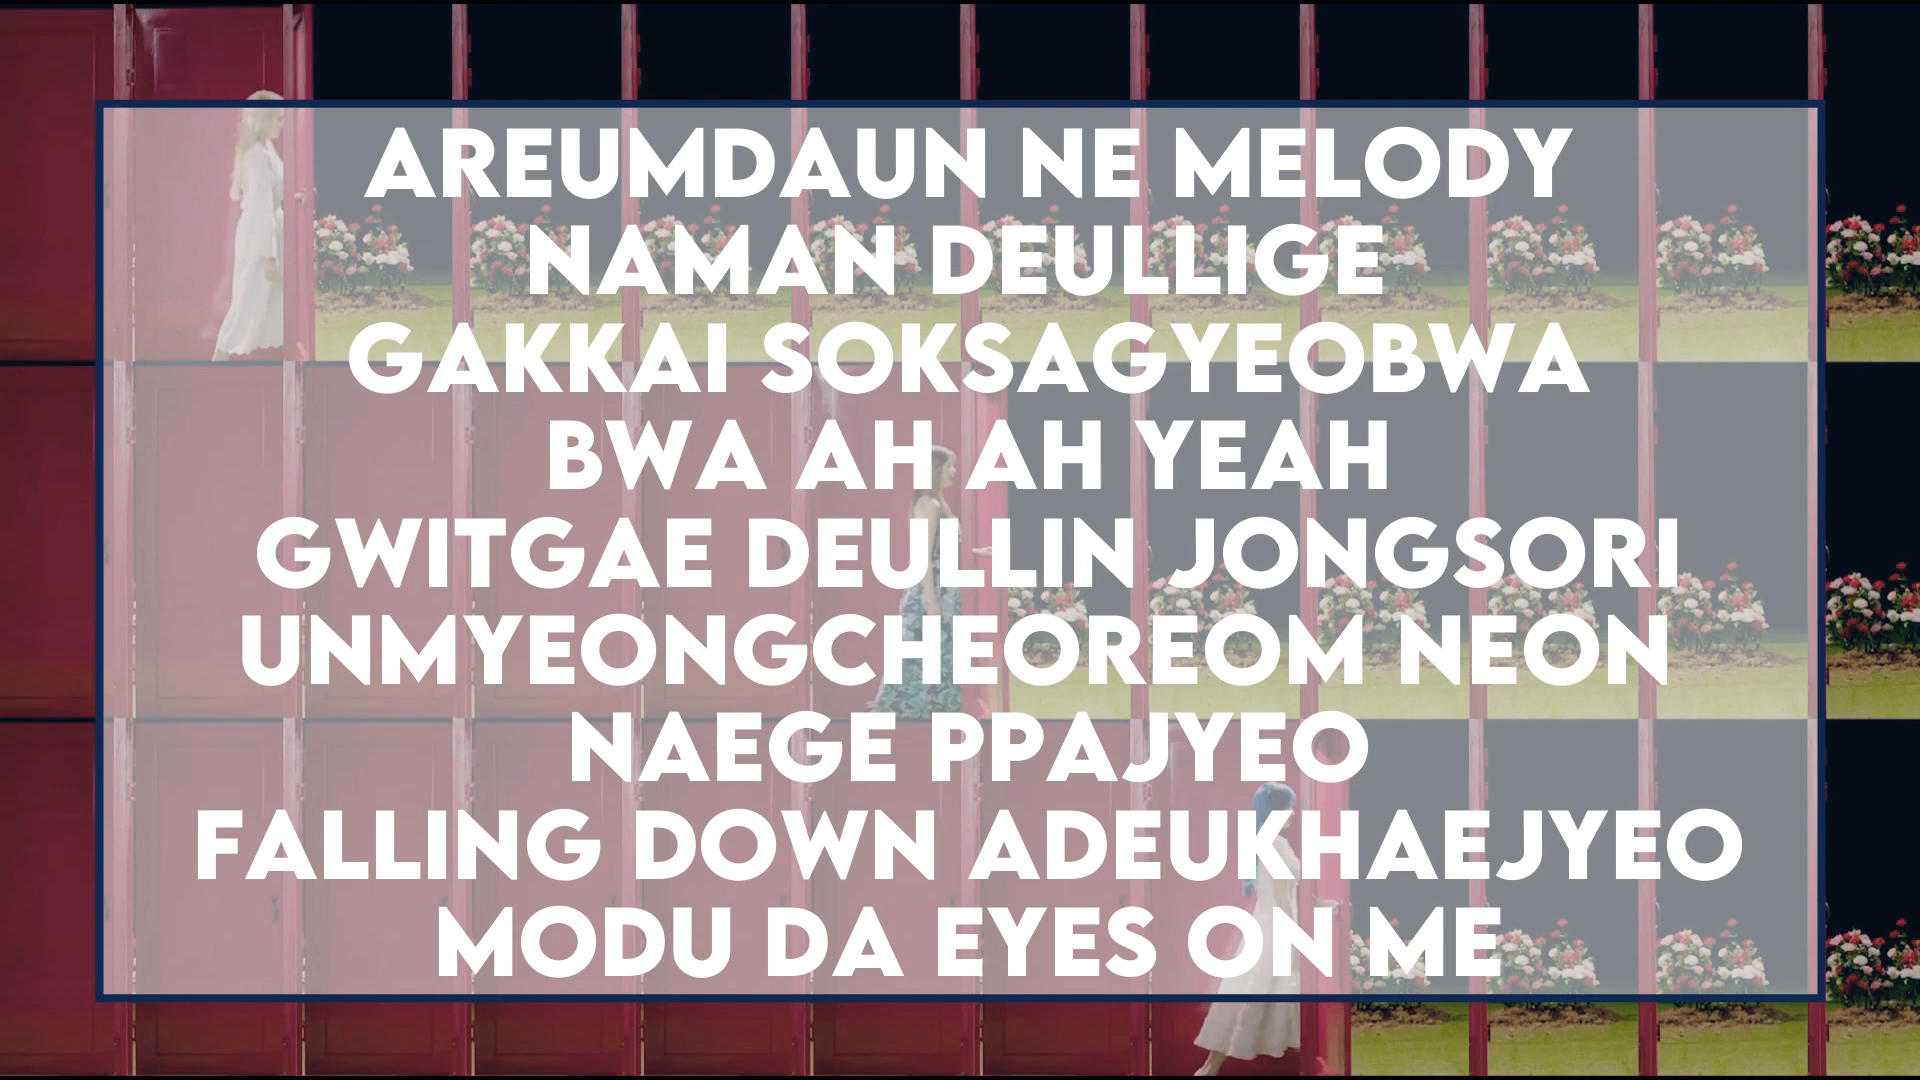 AREUMDAUN NE MELODY
NAMAN DEULLIGE
GAKKAI SOKSAGYEOBWA
BWA AH AH YEAH
GWITGAE DEULLIN JONGSORI
UNMYEONGCHEOREOM NEON
NAEGE PPAJYEO
FALLING DOWN ADEUKHAEJYEO
MODU DA EYES ON ME